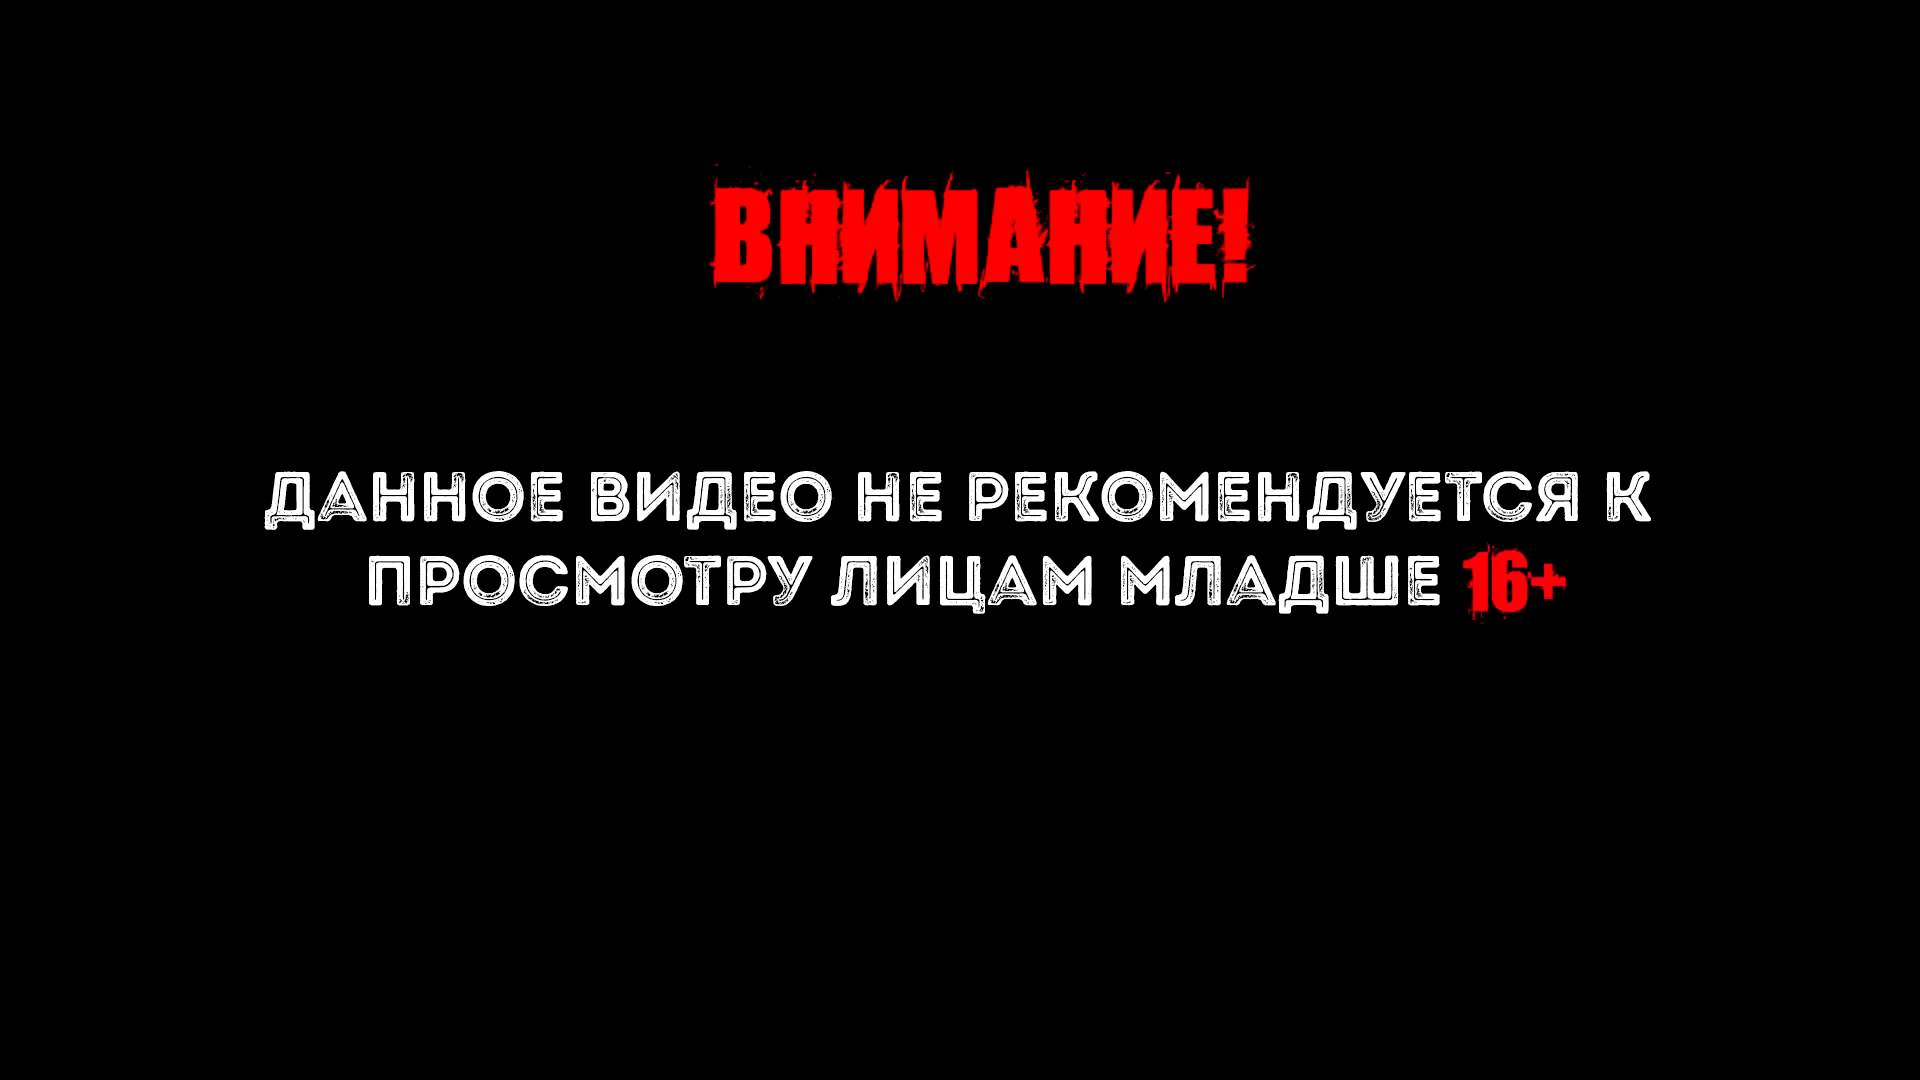 ВНИМАНИЕ!
ДАННОЕ ВИДЕО НЕ РЕКОМЕНДУЕТСЯ К
ПРОСМОТРУ ЛИЦАМ МЛАДШЕ 16+